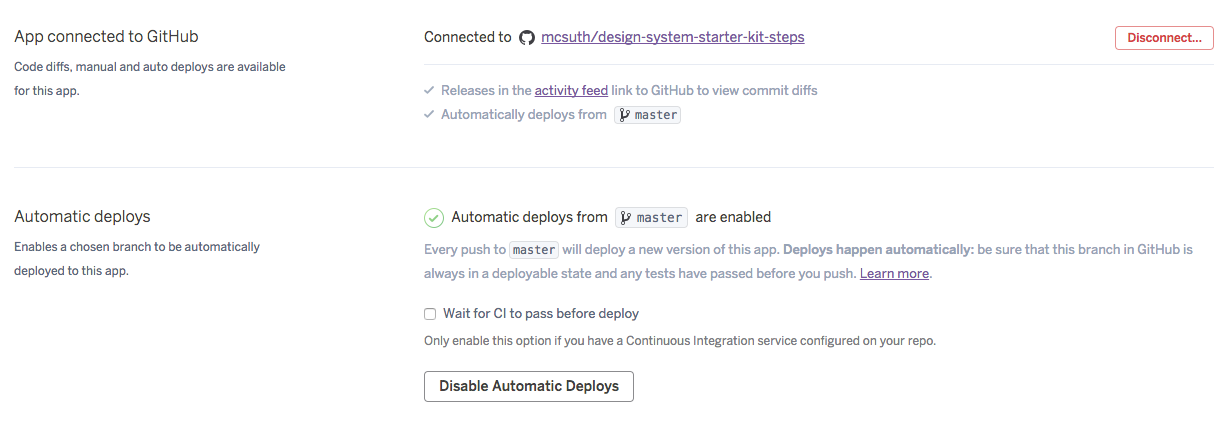 App connected to GitHub
Code diffs, manual and auto deploys are available
for this app.
Connected to mcsuth/design-system-starter-kit-steps
Disconnect...
Releases in the activity feed link to GitHub to view commit diffs
Automatically deploys from master
Automatic deploys
Enables a chosen branch to be automatically
deployed to this app.
Automatic deploys from master are enabled
Every push to master will deploy a new version of this app. Deploys happen automatically: be sure that this branch in GitHub is
always in a deployable state and any tests have passed before you push. Learn more.
Wait for CI to pass before deploy
Only enable this option if you have a Continuous Integration service configured on your repo.
Disable Automatic Deploys